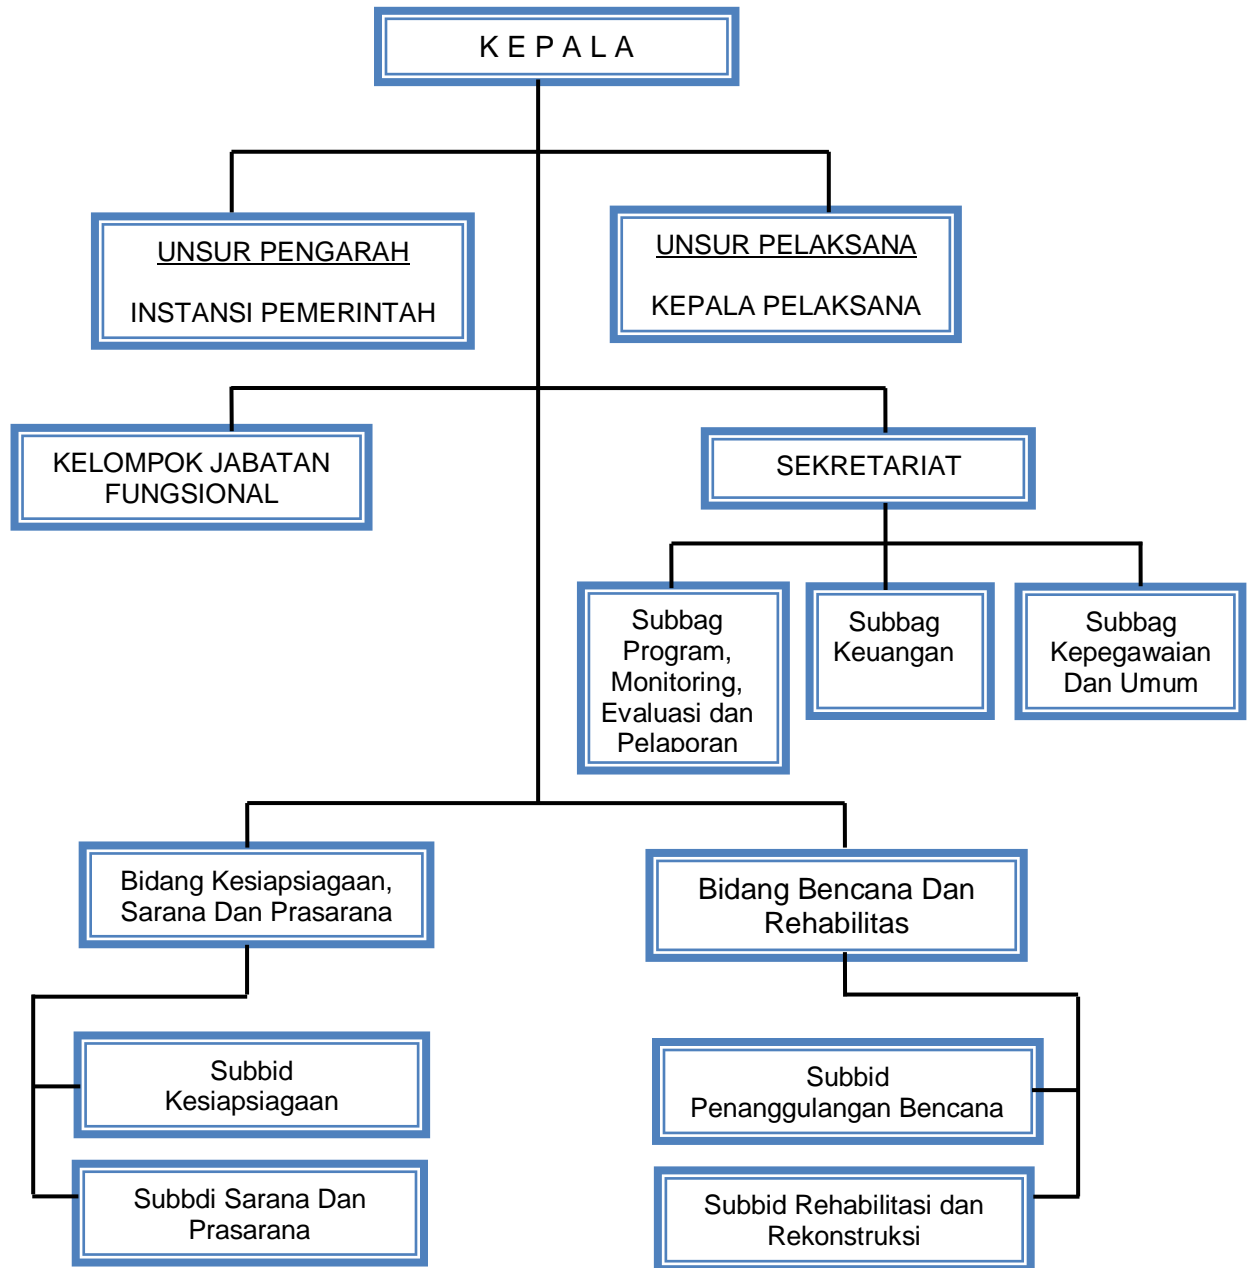 K E P A L A
UNSUR PENGARAH
INSTANSI PEMERINTAH
UNSUR PELAKSANA
KEPALA PELAKSANA
KELOMPOK JABATAN
FUNGSIONAL
SEKRETARIAT
Subbag
Program,
Monitoring,
Evaluasi dan
Pelaporan
Subbag
Keuangan
Subbag
Kepegawaian
Dan Umum
Bidang Kesiapsiagaan,
Sarana Dan Prasarana
Bidang Bencana Dan
Rehabilitas
Subbid
Kesiapsiagaan
Subbdi Sarana Dan
Prasarana
Subbid
Penanggulangan Bencana
Subbid Rehabilitasi dan
Rekonstruksi